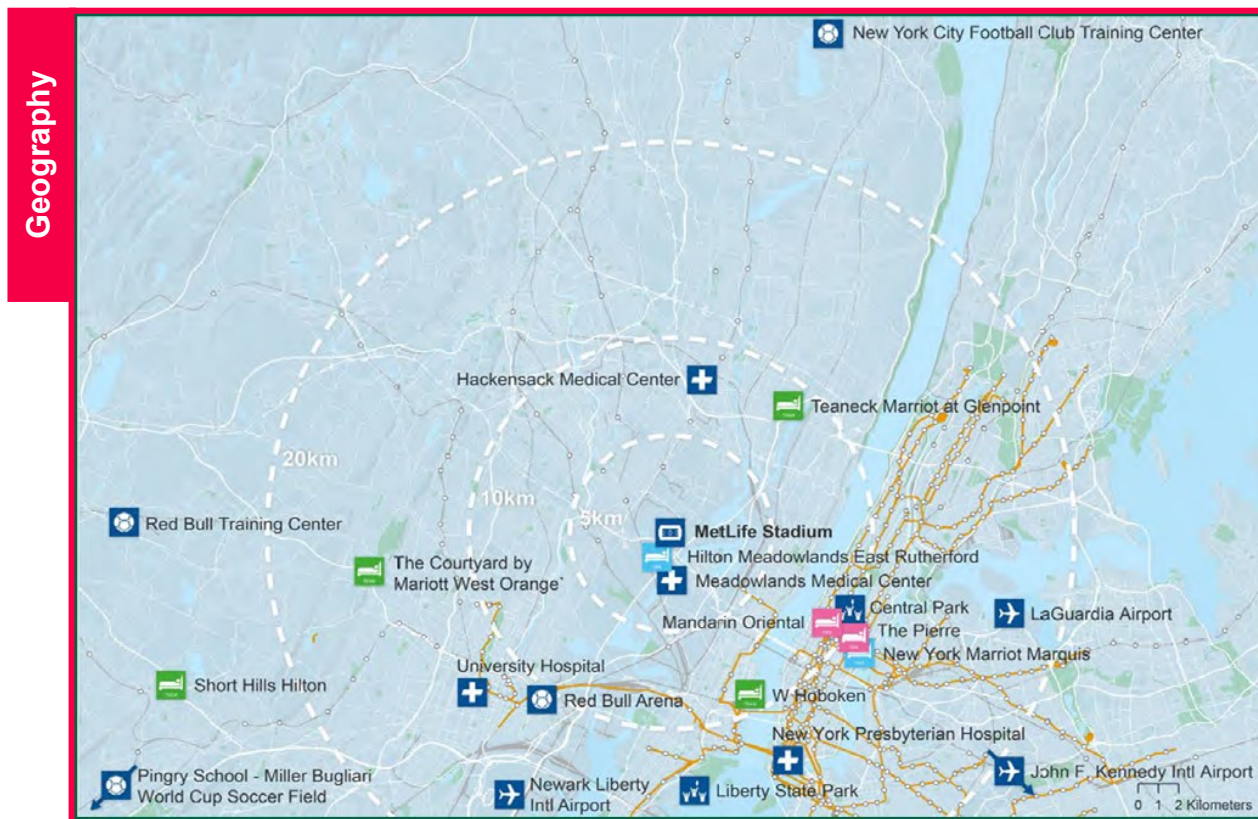 Geography
New York City Football Club Training Center
Hackensack Medical Center
Teaneck Marriot at Glenpoint
20km
10km
5km
Red Bull Training Center
MetLife Stadium
The Courtyard by
Mariott West Orange`
Hilton Meadowlands East Rutherford
Meadowlands Medical Center
Central Park
LaGuardia Airport
Mandarin Oriental
The Pierre
New York Marriot Marquis
University Hospital
Short Hills Hilton
Red Bull Arena
W Hoboken
New York Presbyterian Hospital
Pingry School - Miller Bugliari
World Cup Soccer Field
Newark Liberty
Intl Airport
Liberty State Park
John F. Kennedy Intl Airport
0 1 2 Kilometers